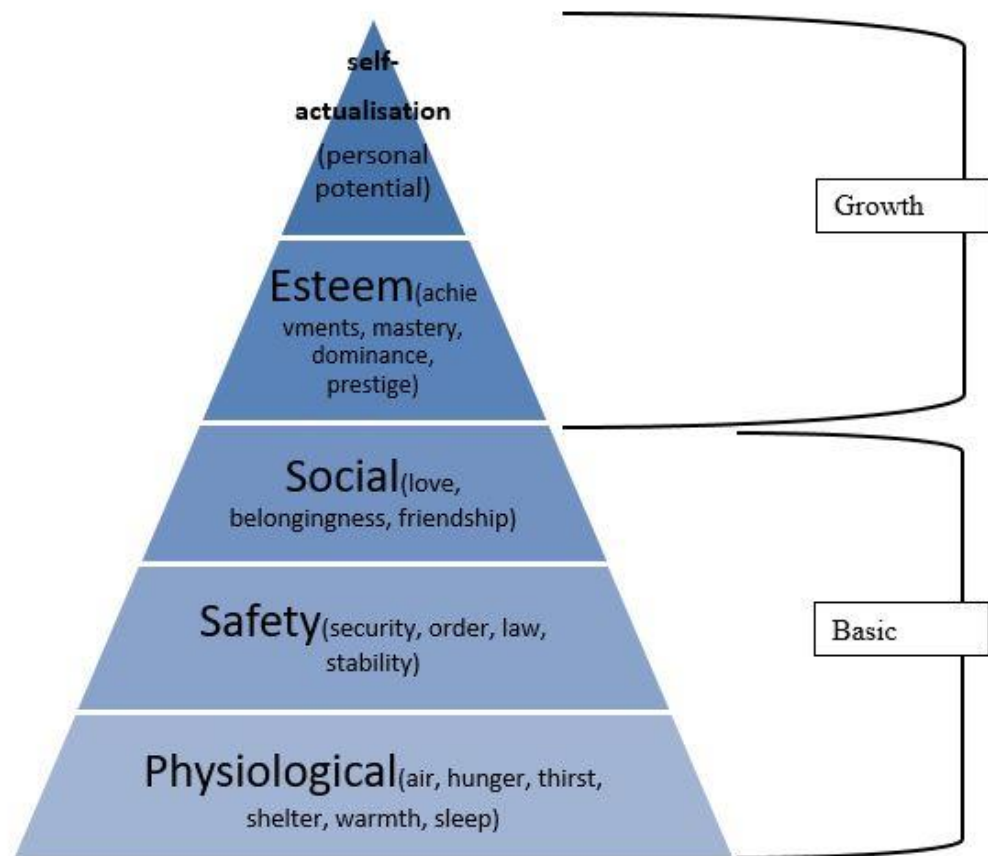 self-
actualisation
(personal
potential)
Growth
Esteem(achie
vments, mastery,
dominance,
prestige)
Social(love,
belongingness, friendship)
Safety(security, order, law,
stability)
Basic
Physiological(air, hunger, thirst,
shelter, warmth, sleep)